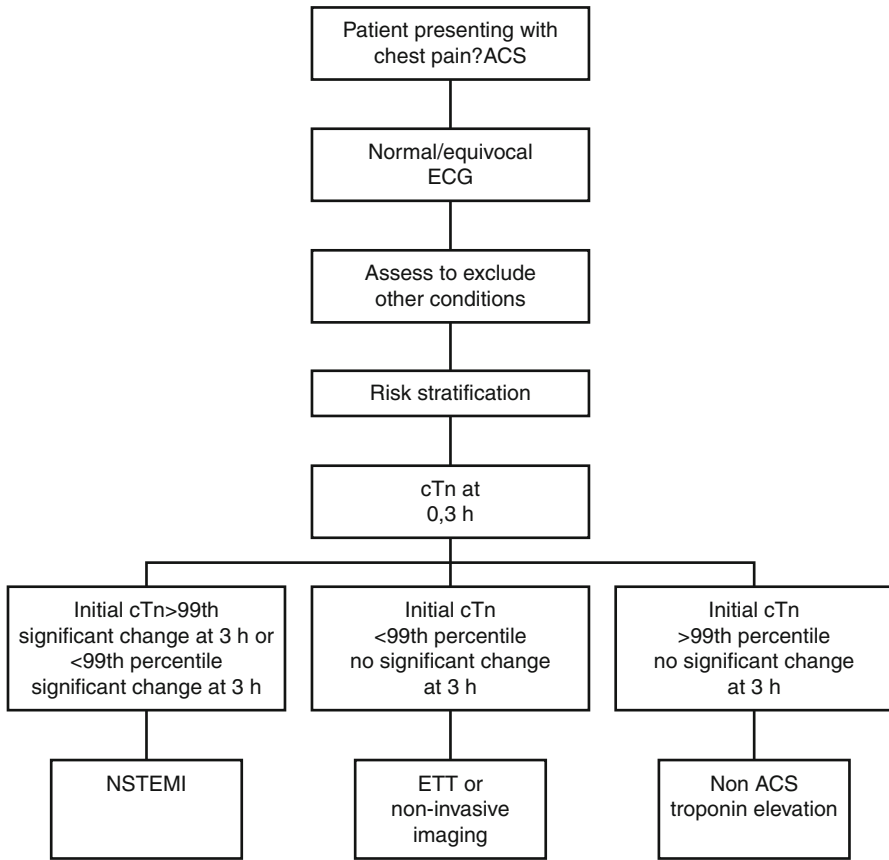 Patient presenting with
chest pain?ACS
Normal/equivocal
ECG
Assess to exclude
other conditions
Risk stratification
cTn at
0,3 h
Initial cTn>99th
significant change at 3 h or
<99th percentile
significant change at 3 h
Initial cTn
<99th percentile
no significant change
at 3 h
Initial cTn
>99th percentile
no significant change
at 3 h
NSTEMI
ETT or
non-invasive
imaging
Non ACS
troponin elevation